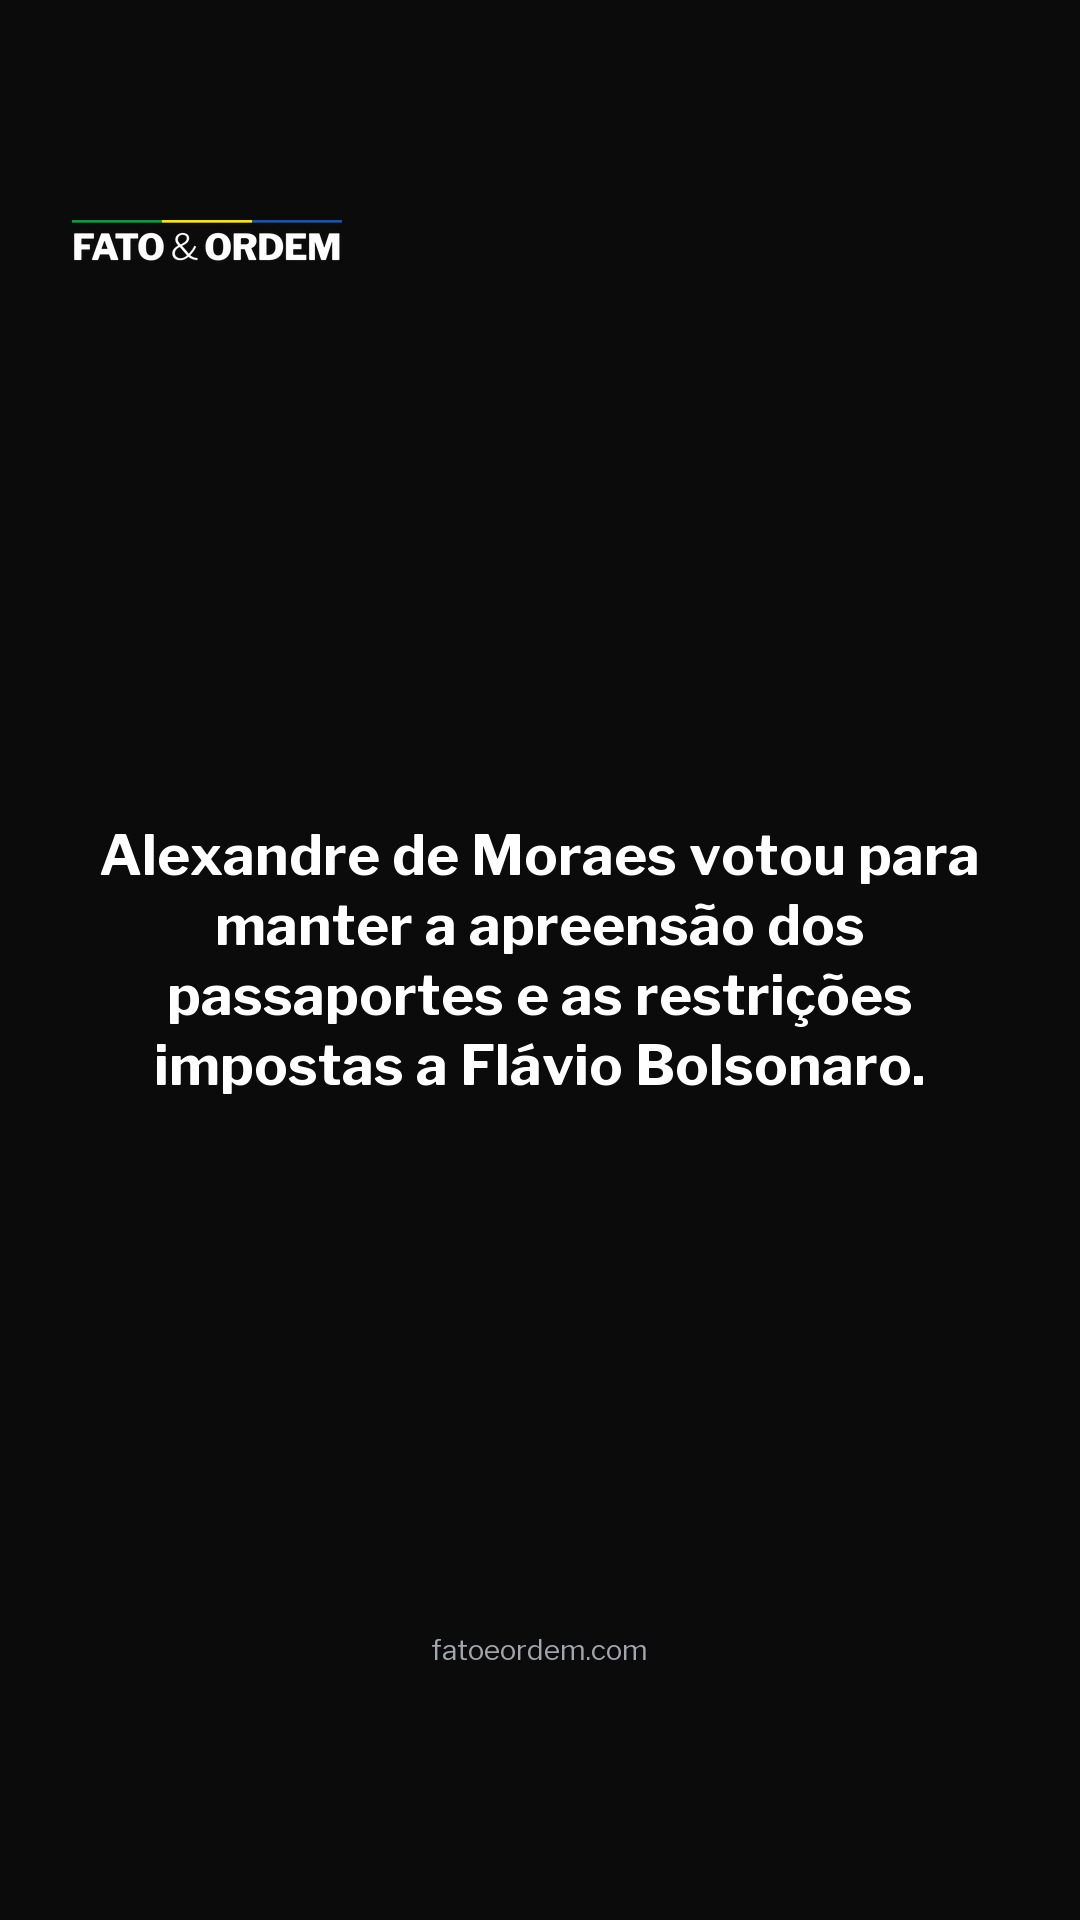 FATO & ORDEM
Alexandre de Moraes votou para
manter a apreensão dos
passaportes e as restrições
impostas a Flávio Bolsonaro.
fatoeordem.com